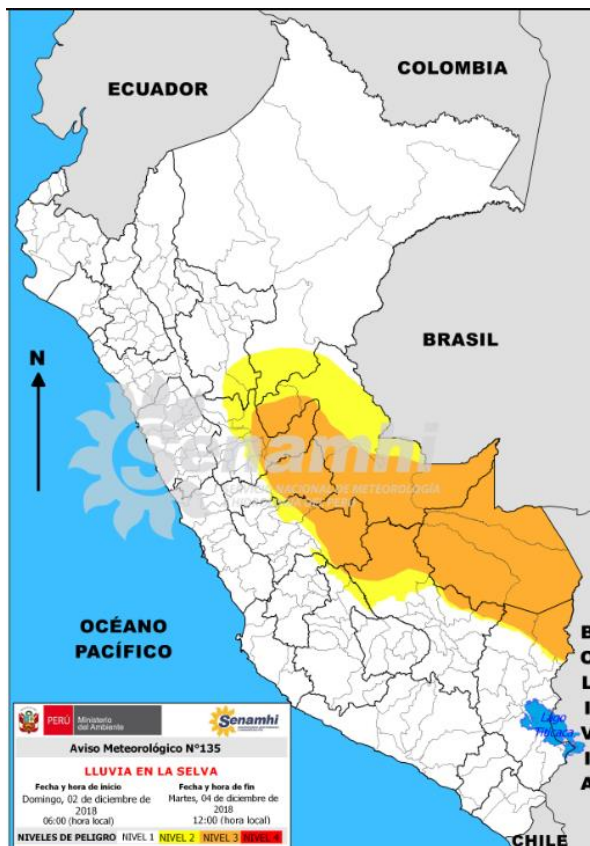 COLOMBIA
ECUADOR
BRASIL
N
Senamhi
OCÉANO
PACÍFICO
BOLIVIA
Lago
Titicaca
CHILE
PERÚ Ministerio
del Ambiente
Senamhi
Aviso Meteorológico N°135
LLUVIA EN LA SELVA
Fecha y hora de inicio
Domingo, 02 de diciembre de
2018
06:00 (hora local)
Fecha y hora de fin
Martes, 04 de diciembre de
2018
12:00 (hora local)
NIVELES DE PELIGRO NIVEL 1 NIVEL 2 NIVEL 3 NIVEL 4